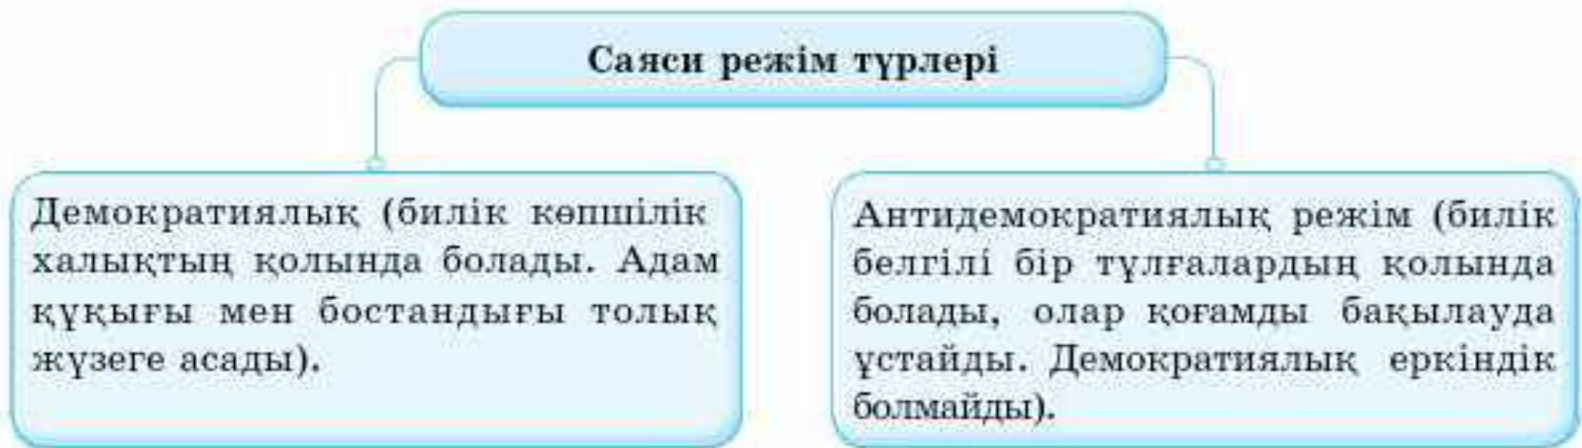 Саяси режім түрлері
Демократиялық (билік көпшілік
халықтың қолында болады. Адам
құқығы мен бостандығы толық
жүзеге асады).
Антидемократиялық режім (билік
белгілі бір тұлғалардың қолында
болады, олар қоғамды бақылауда
ұстайды. Демократиялық еркіндік
болмайды).